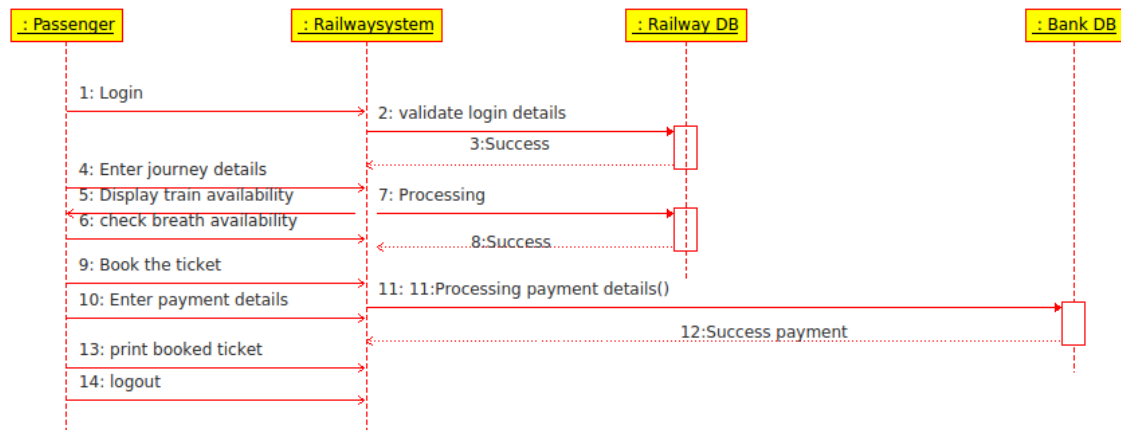 : Passenger
: Railwaysystem
: Railway DB
: Bank DB
1: Login
2: validate login details
3:Success
4: Enter journey details
5: Display train availability
7: Processing
6: check breath availability
8:Success
9: Book the ticket
10: Enter payment details
11: 11:Processing payment details()
12:Success payment
13: print booked ticket
14: logout